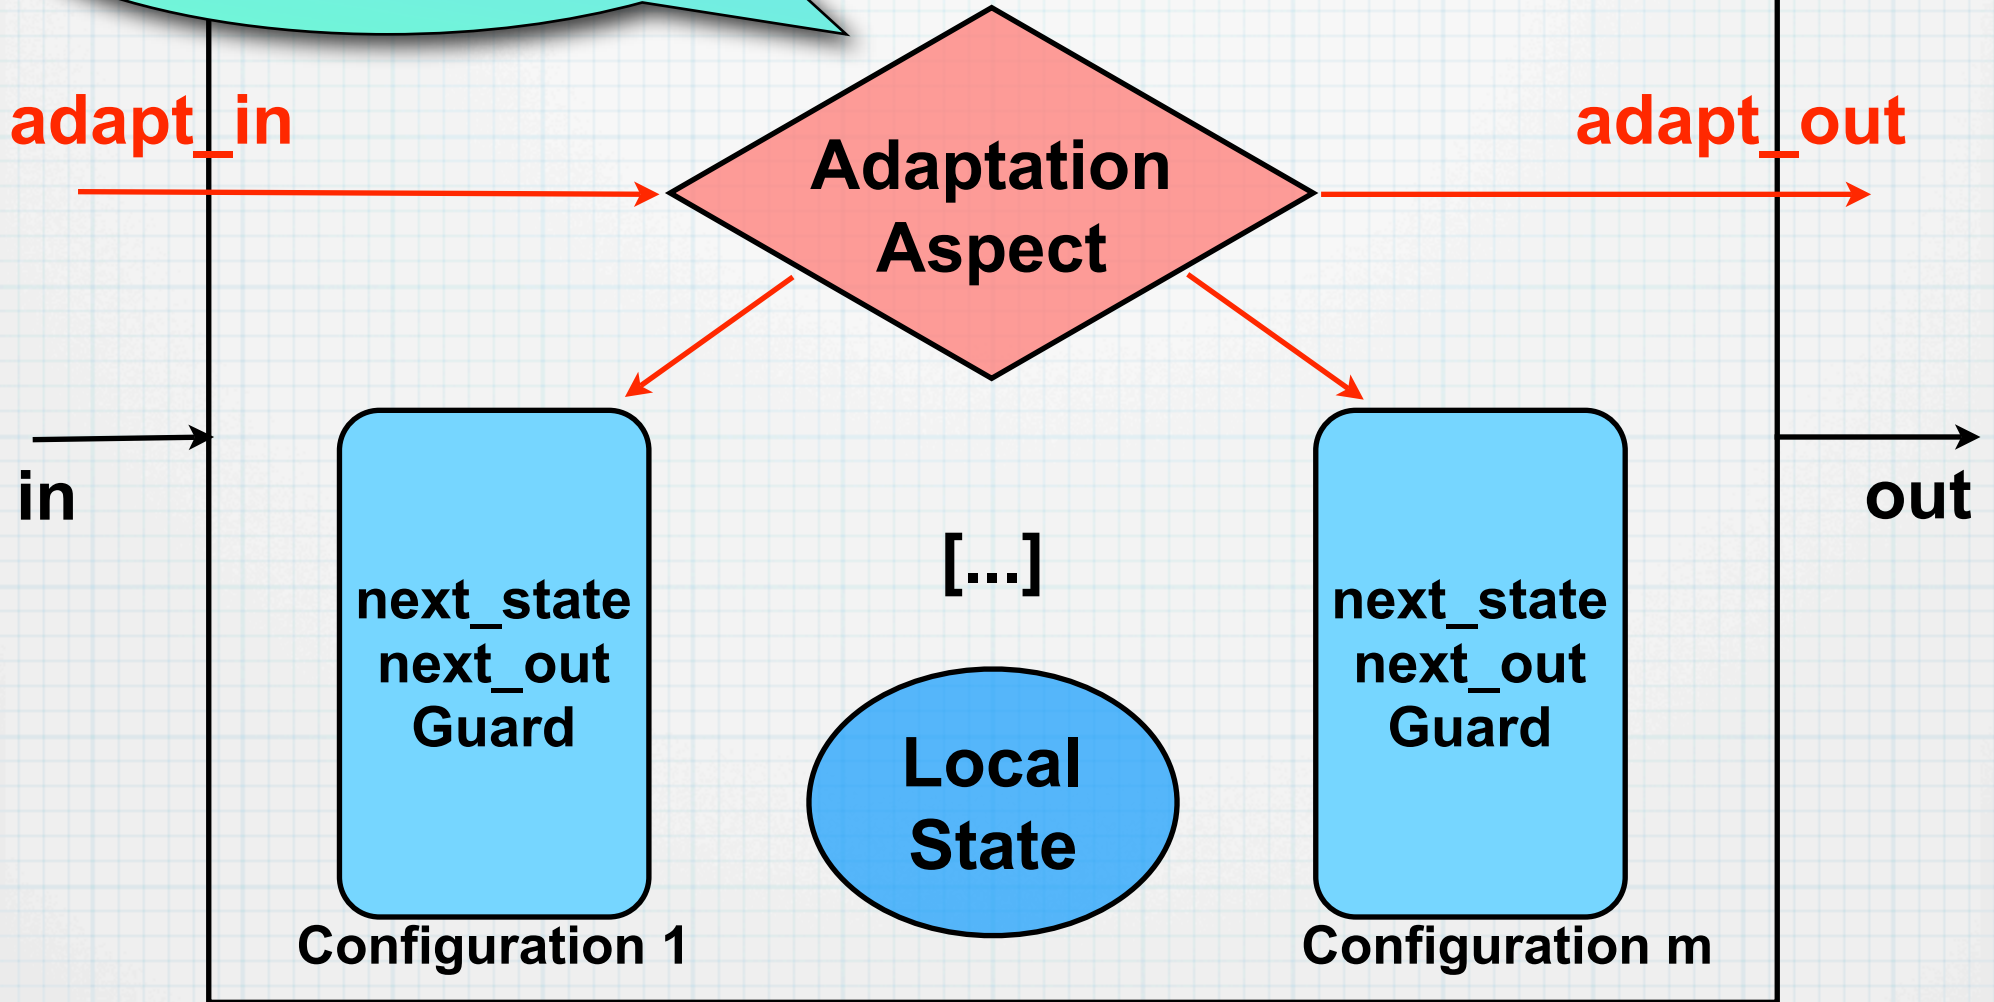 adapt_in
adapt_out
Adaptation
Aspect
in
out
[...]
next_state
next_out
Guard
next_state
next_out
Guard
Local
State
Configuration 1
Configuration m